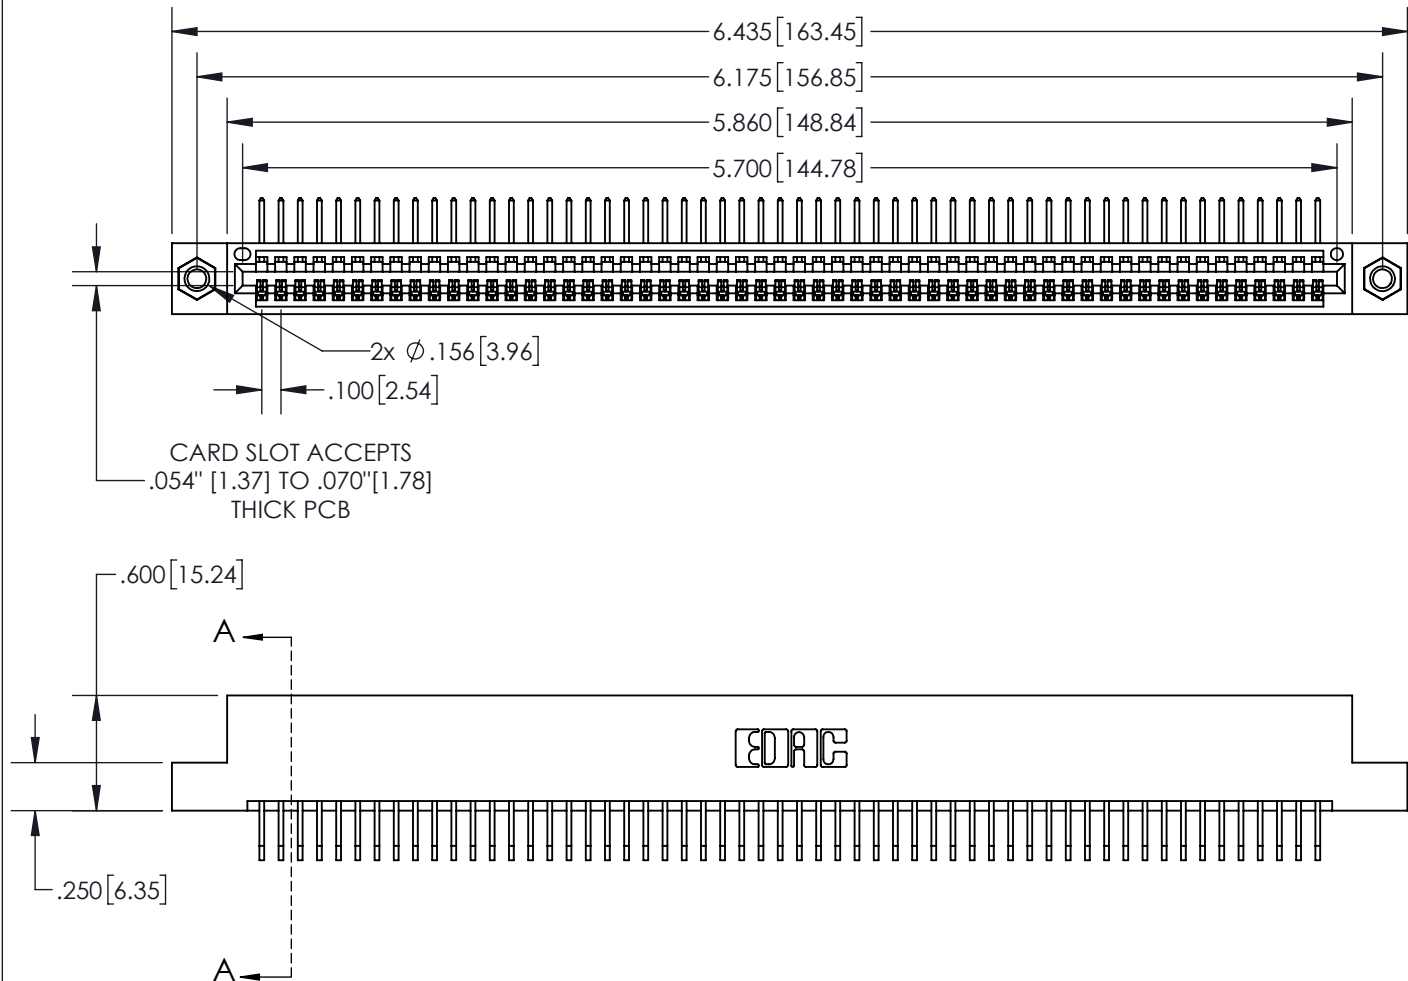 6.435[163.45]
6.175[156.85]
5.860[148.84]
5.700[144.78]
2x Ø.156[3.96]
.100[2.54]
CARD SLOT ACCEPTS
.054" [1.37] TO .070"[1.78]
THICK PCB
.600[15.24]
A
EDAC
.250[6.35]
A